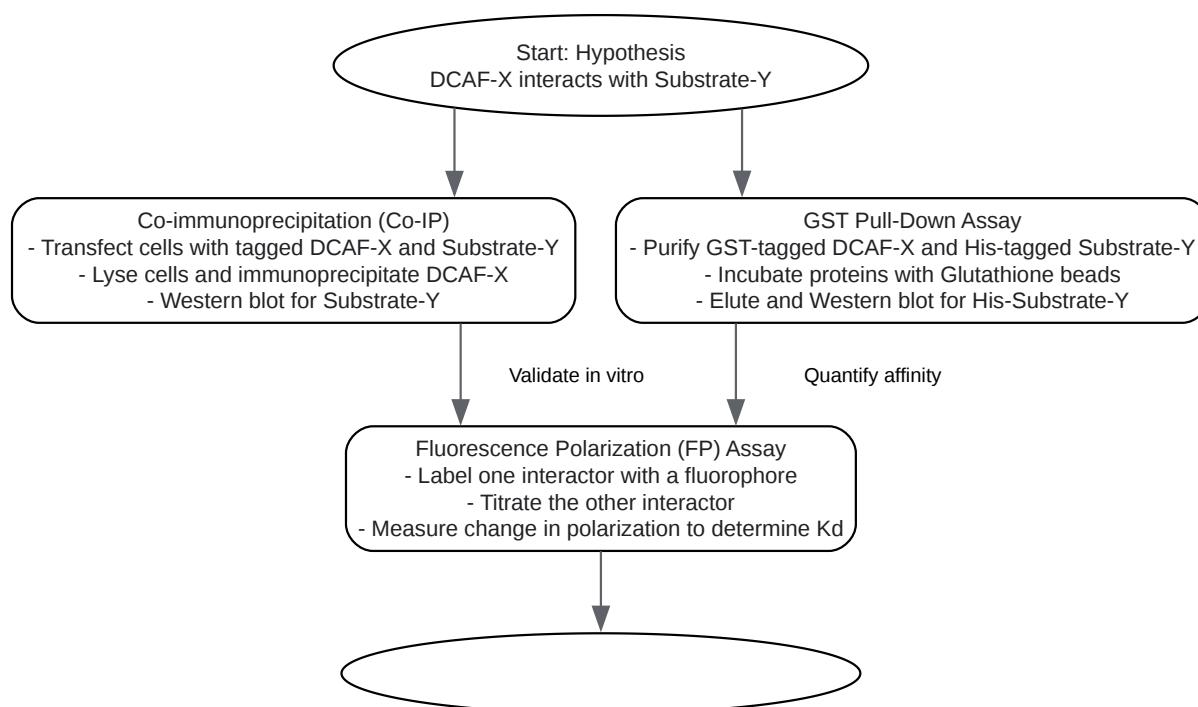 Start: Hypothesis
DCAF-X interacts with Substrate-Y
Co-immunoprecipitation (Co-IP)
- Transfect cells with tagged DCAF-X and Substrate-Y
- Lyse cells and immunoprecipitate DCAF-X
- Western blot for Substrate-Y
GST Pull-Down Assay
- Purify GST-tagged DCAF-X and His-tagged Substrate-Y
- Incubate proteins with Glutathione beads
- Elute and Western blot for His-Substrate-Y
Validate in vitro
Quantify affinity
Fluorescence Polarization (FP) Assay
- Label one interactor with a fluorophore
- Titrate the other interactor
- Measure change in polarization to determine Kd